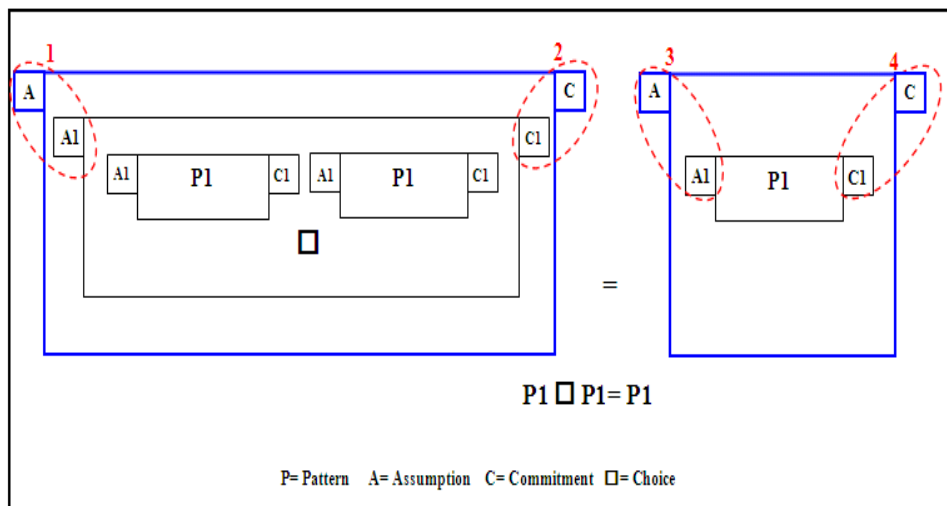 1 2 3 4
A C A C
A1 C1
A1 P1 C1 A1 P1 C1 A1 P1 C1
□
=
P1 □ P1= P1
P= Pattern A= Assumption C= Commitment □= Choice